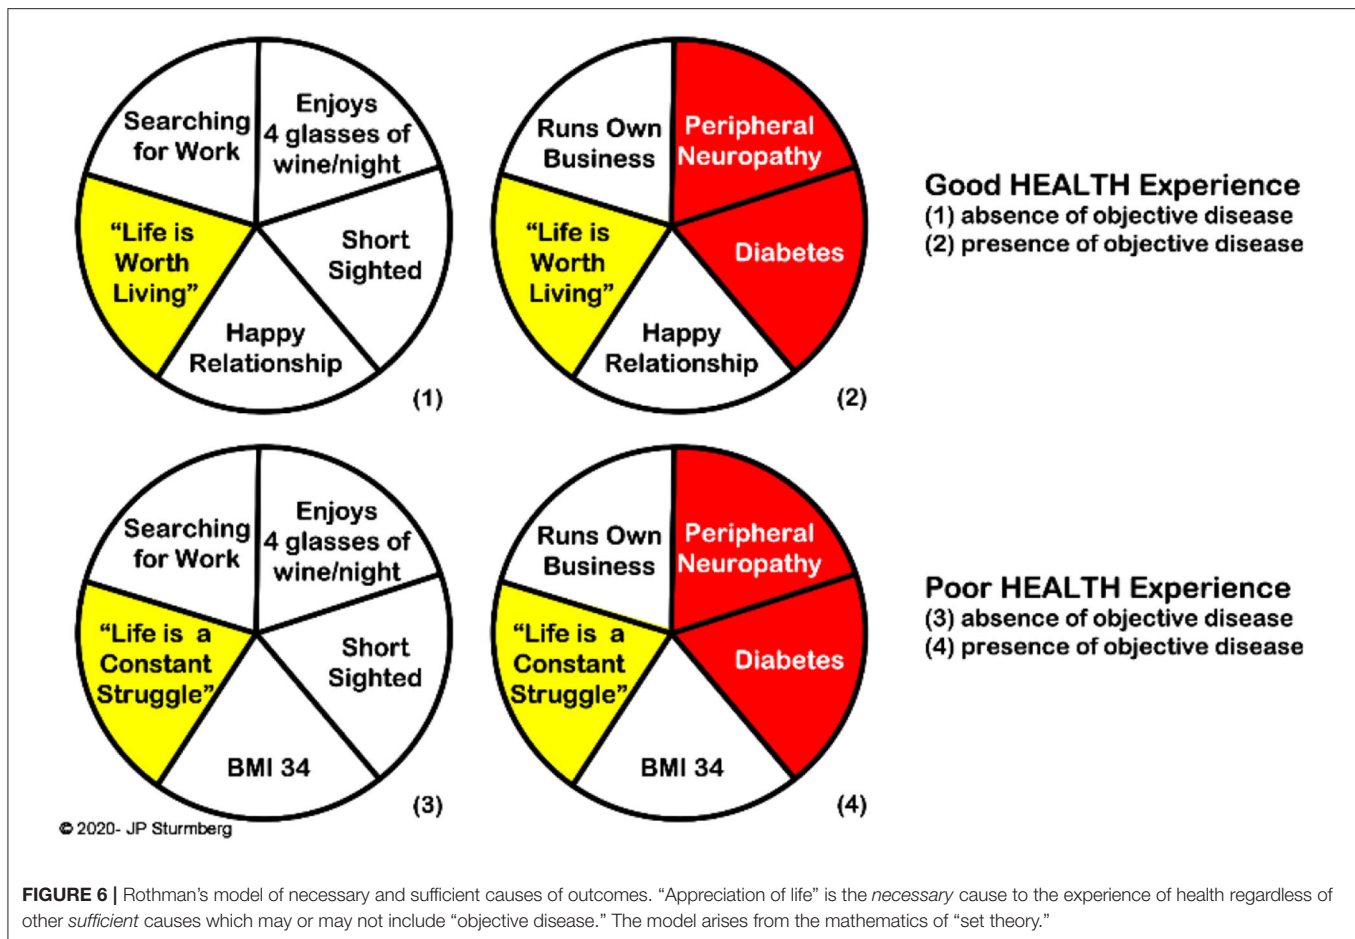 Searching
for Work
Enjoys
4 glasses of
wine/night
"Life is
Worth
Living"
Short
Sighted
Happy
Relationship
(1)
Runs Own
Business
Peripheral
Neuropathy
"Life is
Worth
Living"
Diabetes
Happy
Relationship
(2)
Good HEALTH Experience
(1) absence of objective disease
(2) presence of objective disease
Searching
for Work
Enjoys
4 glasses of
wine/night
"Life is a
Constant
Struggle"
Short
Sighted
BMI 34
(3)
Runs Own
Business
Peripheral
Neuropathy
"Life is a
Constant
Struggle"
Diabetes
BMI 34
(4)
Poor HEALTH Experience
(3) absence of objective disease
(4) presence of objective disease
© 2020- JP Sturmberg
FIGURE 6 | Rothman's model of necessary and sufficient causes of outcomes. "Appreciation of life" is the necessary cause to the experience of health regardless of
other sufficient causes which may or may not include "objective disease." The model arises from the mathematics of "set theory."